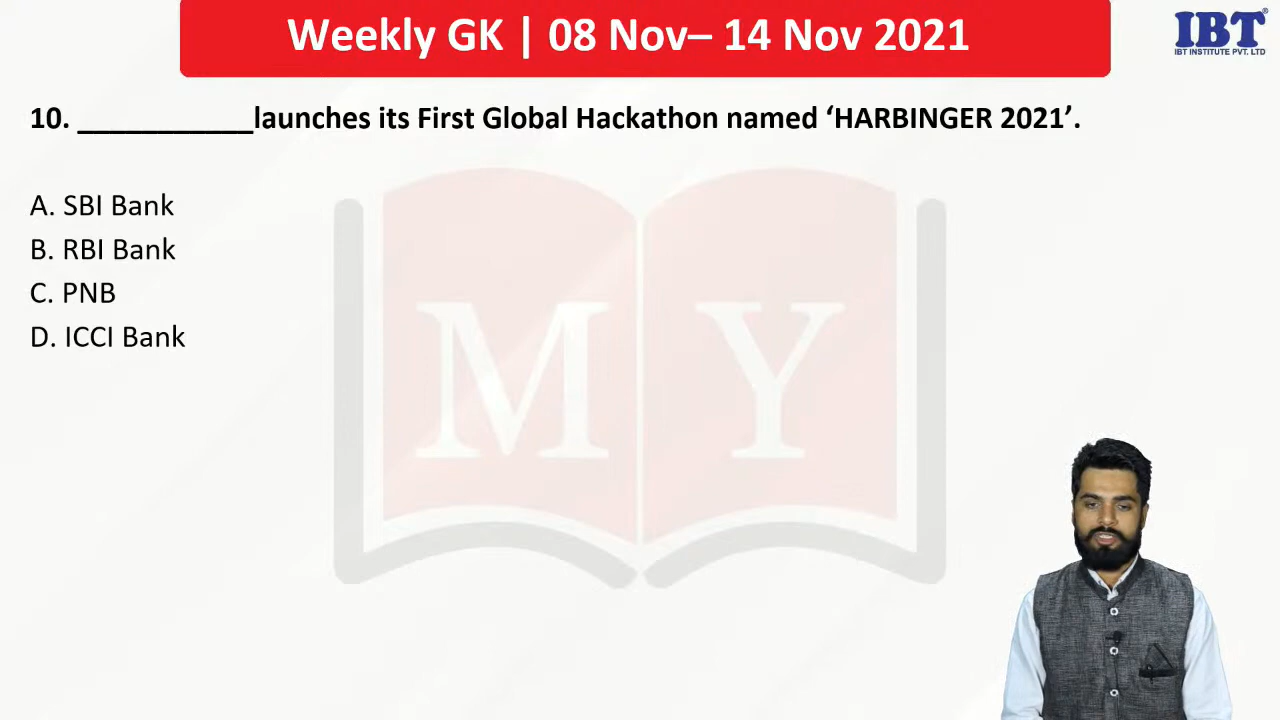 Weekly GK | 08 Nov– 14 Nov 2021
IBT®
IBT INSTITUTE PVT. LTD
10. ___________launches its First Global Hackathon named ‘HARBINGER 2021’.
A. SBI Bank
B. RBI Bank
C. PNB
D. ICCI Bank
M Y